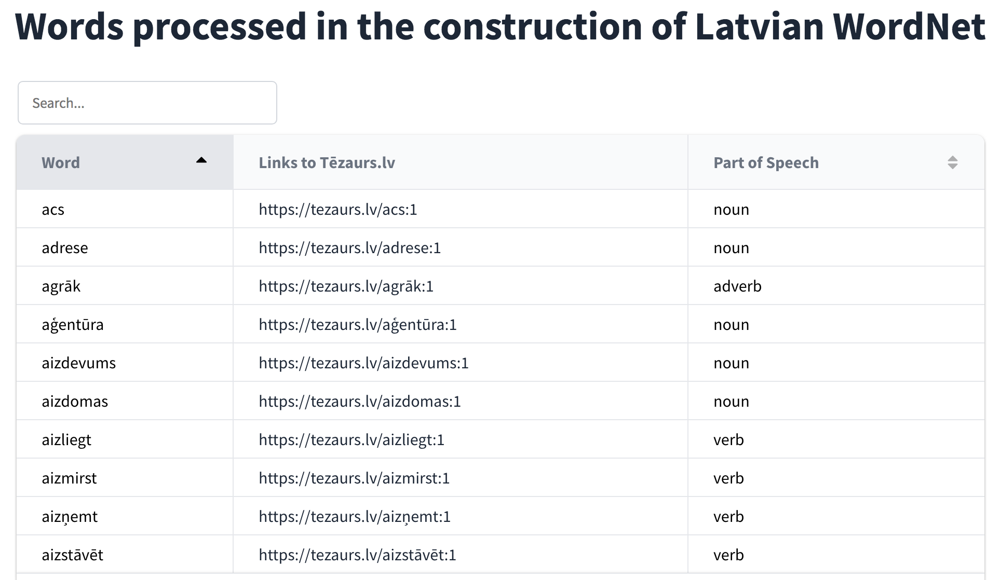 Words processed in the construction of Latvian WordNet
Search...
Word Links to Tēzaurs.lv Part of Speech
acs https://tezaurs.lv/acs:1 noun
adrese https://tezaurs.lv/adrese:1 noun
agrāk https://tezaurs.lv/agrāk:1 adverb
aģentūra https://tezaurs.lv/aģentūra:1 noun
aizdevums https://tezaurs.lv/aizdevums:1 noun
aizdomas https://tezaurs.lv/aizdomas:1 noun
aizliegt https://tezaurs.lv/aizliegt:1 verb
aizmirst https://tezaurs.lv/aizmirst:1 verb
aizņemt https://tezaurs.lv/aizņemt:1 verb
aizstāvēt https://tezaurs.lv/aizstāvēt:1 verb